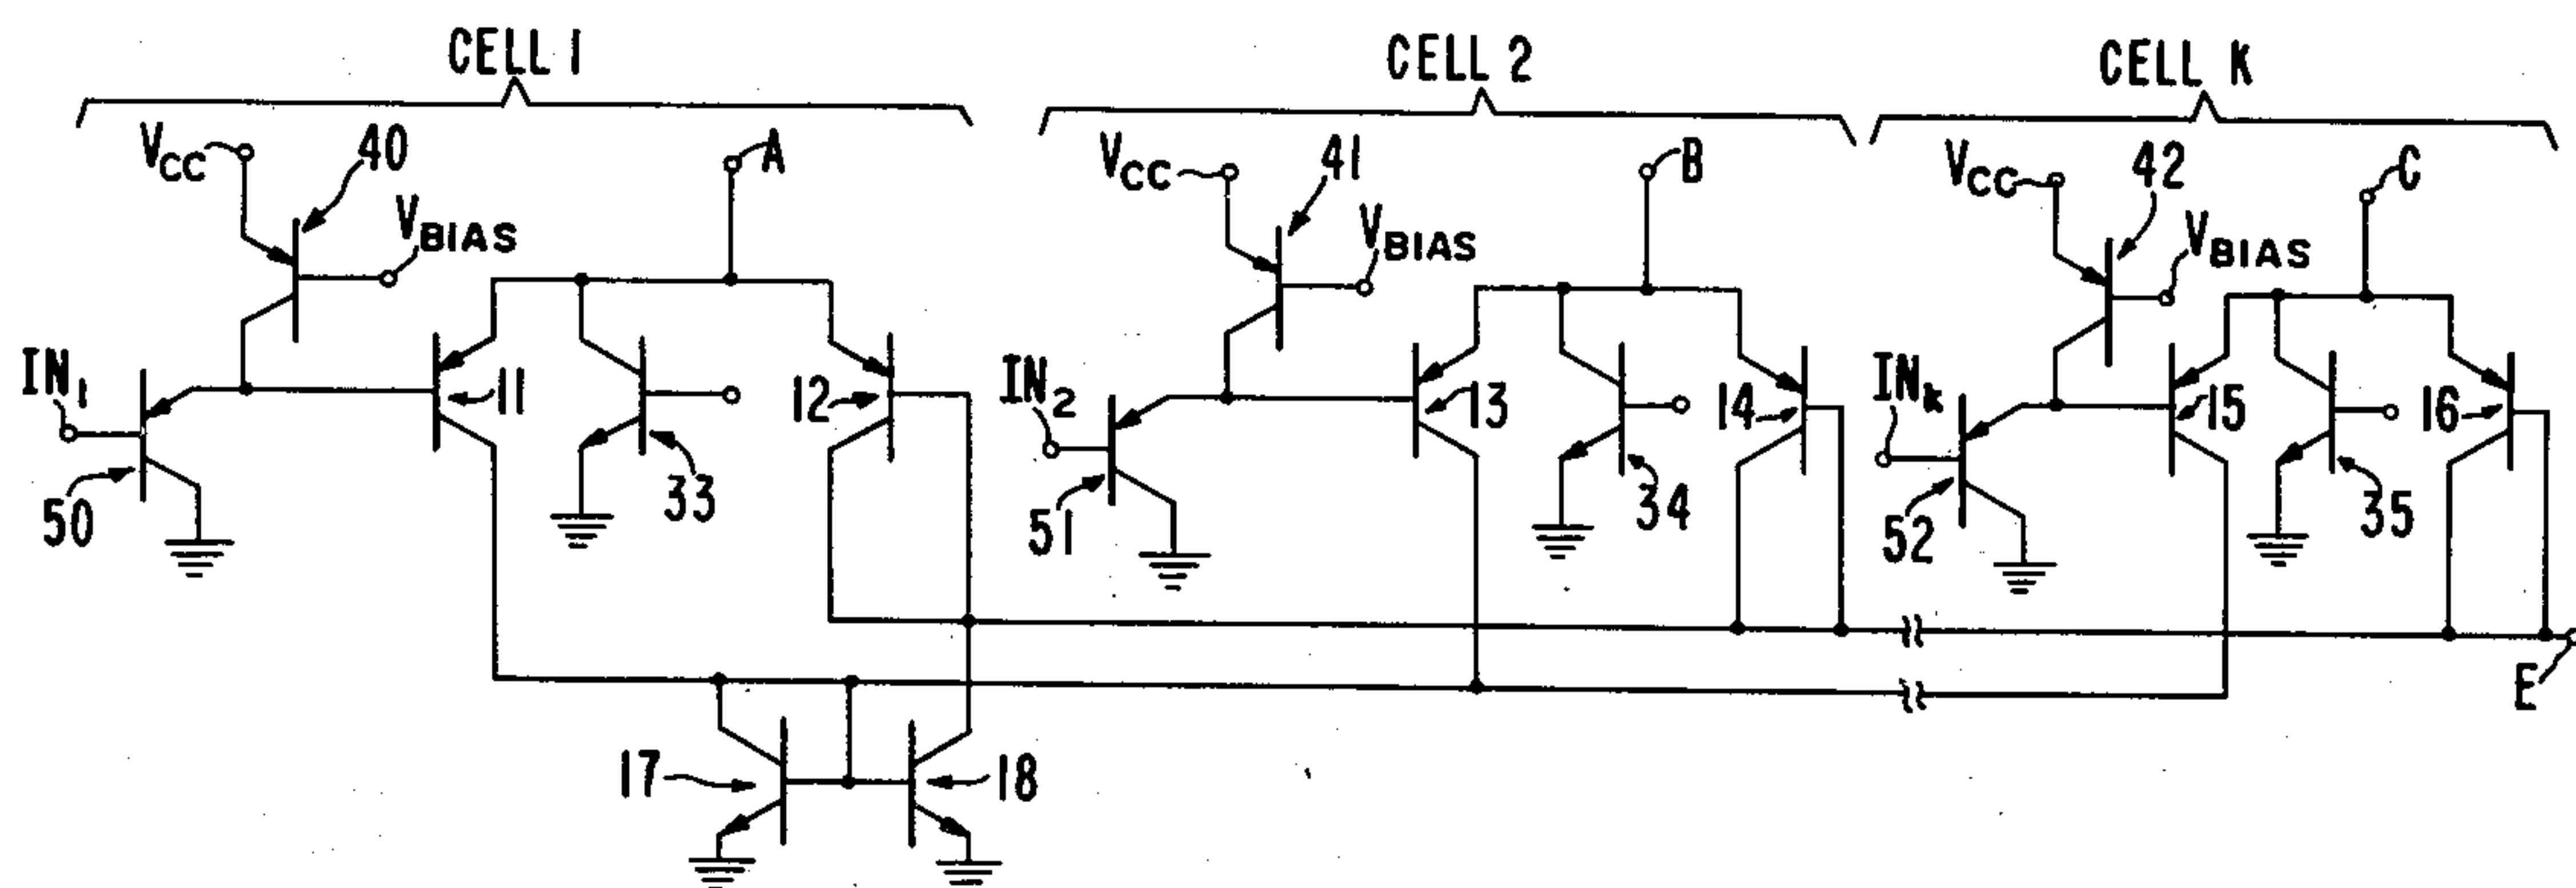 CELL 1
CELL 2
CELL K
VCC
40
A
VCC
41
B
VCC
42
C
VBIAS
VBIAS
VBIAS
IN1
11
12
IN2
13
14
INk
15
16
50
33
51
34
52
35
E
17
18